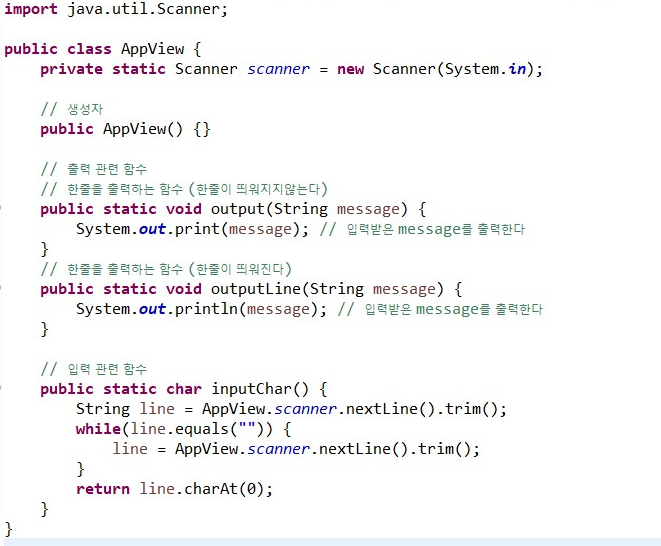 import java.util.Scanner;
public class AppView {
private static Scanner scanner = new Scanner(System.in);
// 생성자
public AppView() {}
// 출력 관련 함수
// 한줄을 출력하는 함수 (한줄이 띄워지지않는다)
public static void output(String message) {
System.out.print(message); // 입력받은 message를 출력한다
}
// 한줄을 출력하는 함수 (한줄이 띄워진다)
public static void outputLine(String message) {
System.out.println(message); // 입력받은 message를 출력한다
}
// 입력 관련 함수
public static char inputChar() {
String line = AppView.scanner.nextLine().trim();
while(line.equals("")) {
line = AppView.scanner.nextLine().trim();
}
return line.charAt(0);
}
}